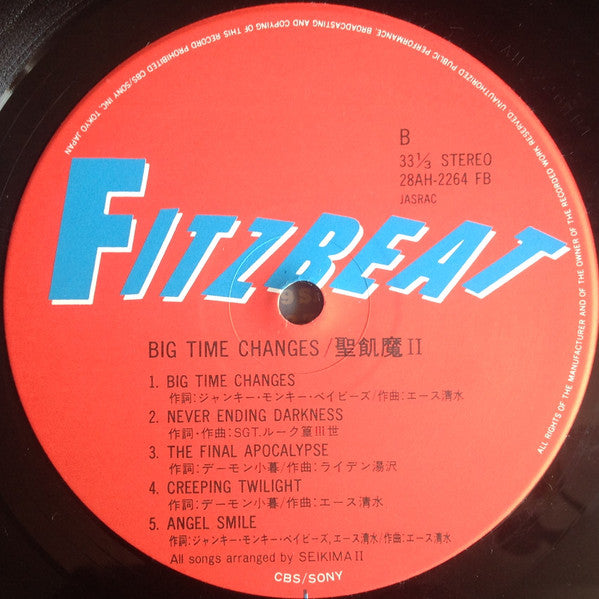 ALL RIGHTS OF THE MANUFACTURER AND OF THE OWNER OF THE RECORDED WORK RESERVED. UNAUTHORIZED PUBLIC PERFORMANCE, BROADCASTING AND COPYING OF THIS RECORD PROHIBITED CBS/SONY INC. TOKYO JAPAN
B
33⅓ STEREO
28AH-2264 FB
JASRAC
FITZBEAT
BIG TIME CHANGES/聖飢魔II
1. BIG TIME CHANGES
作詞:ジャンキー・モンキー・ベイビーズ/作曲:エース清水
2. NEVER ENDING DARKNESS
作詞・作曲:SGT.ルーク篁III世
3. THE FINAL APOCALYPSE
作詞:デーモン小暮/作曲:ライデン湯沢
4. CREEPING TWILIGHT
作詞:デーモン小暮/作曲:エース清水
5. ANGEL SMILE
作詞:ジャンキー・モンキー・ベイビーズ,エース清水/作曲:エース清水
All songs arranged by SEIKIMA II
CBS/SONY